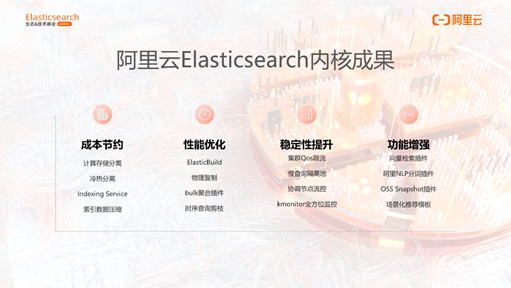 Elasticsearch
生态&技术峰会
阿里云
阿里云Elasticsearch内核成果
成本节约
计算存储分离
冷热分离
Indexing Service
索引数据压缩
性能优化
ElasticBuild
物理复制
bulk聚合插件
时序查询剪枝
稳定性提升
集群Qos限流
慢查询隔离池
协调节点流控
kmonitor全方位监控
功能增强
向量检索插件
阿里NLP分词插件
OSS Snapshot插件
场景化推荐模板